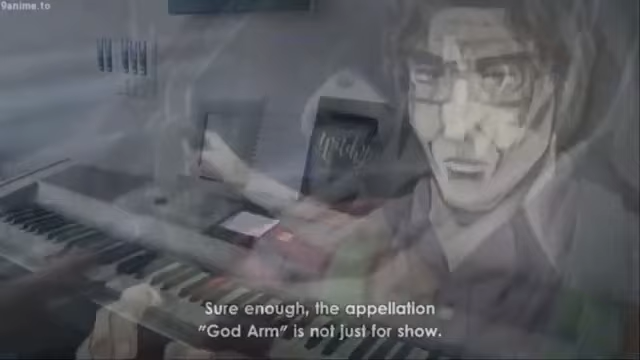 9anime.to
Sure enough, the appellation
"God Arm" is not just for show.